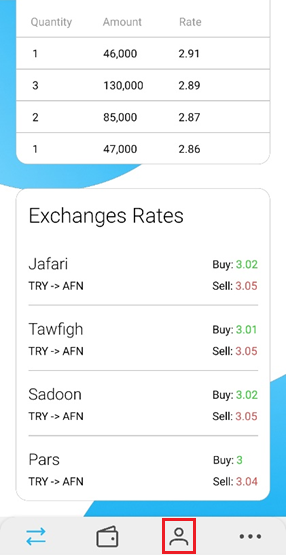 Quantity Amount Rate
1 46,000 2.91
3 130,000 2.89
2 85,000 2.87
1 47,000 2.86
Exchanges Rates
Jafari Buy: 3.02
TRY -> AFN Sell: 3.05
Tawfigh Buy: 3.01
TRY -> AFN Sell: 3.05
Sadoon Buy: 3.02
TRY -> AFN Sell: 3.05
Pars Buy: 3
TRY -> AFN Sell: 3.04